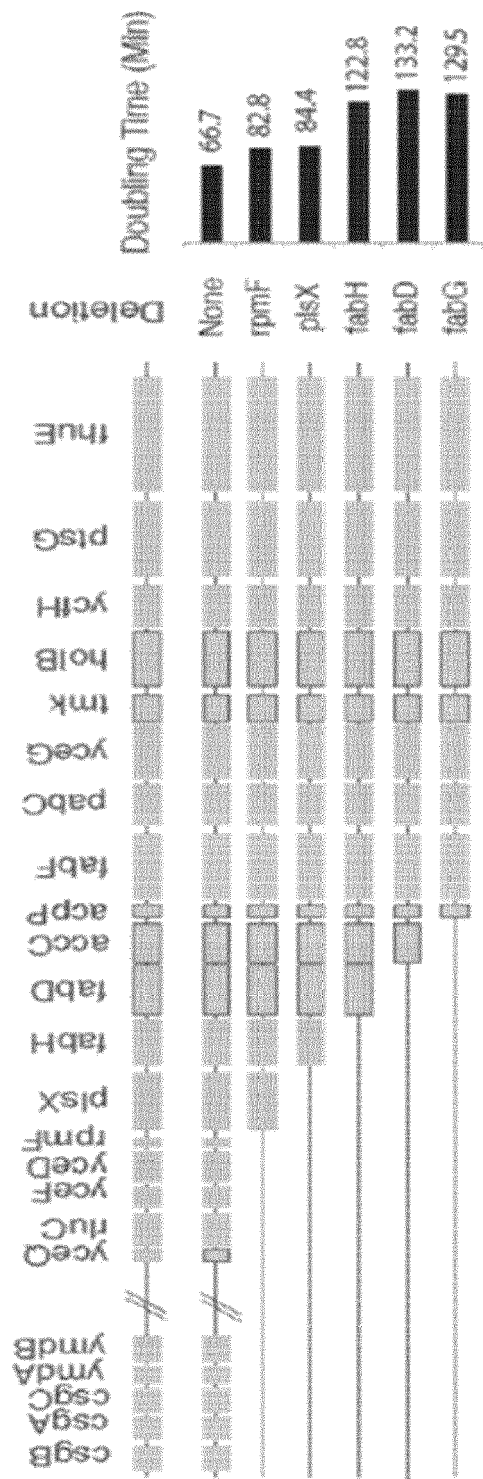 csgB
csgA
csgC
ymdA
ymdB
yceQ
rluC
yceF
yceD
rpmF
plsX
fabH
fabD
accC
acpP
fabF
pabC
yceG
tmk
holB
ycfH
ptsG
fhuE
Deletion
Doubling Time (Min)
None 66.7
rpmF 82.8
plsX 84.4
fabH 122.8
fabD 133.2
fabG 129.5